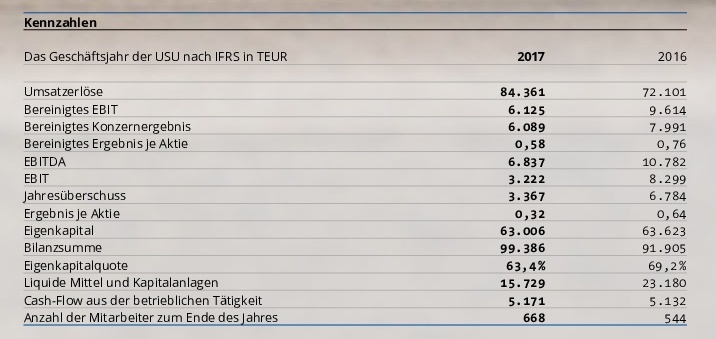 Kennzahlen
Das Geschäftsjahr der USU nach IFRS in TEUR 2017 2016
Umsatzerlöse 84.361 72.101
Bereinigtes EBIT 6.125 9.614
Bereinigtes Konzernergebnis 6.089 7.991
Bereinigtes Ergebnis je Aktie 0,58 0,76
EBITDA 6.837 10.782
EBIT 3.222 8.299
Jahresüberschuss 3.367 6.784
Ergebnis je Aktie 0,32 0,64
Eigenkapital 63.006 63.623
Bilanzsumme 99.386 91.905
Eigenkapitalquote 63,4% 69,2%
Liquide Mittel und Kapitalanlagen 15.729 23.180
Cash-Flow aus der betrieblichen Tätigkeit 5.171 5.132
Anzahl der Mitarbeiter zum Ende des Jahres 668 544